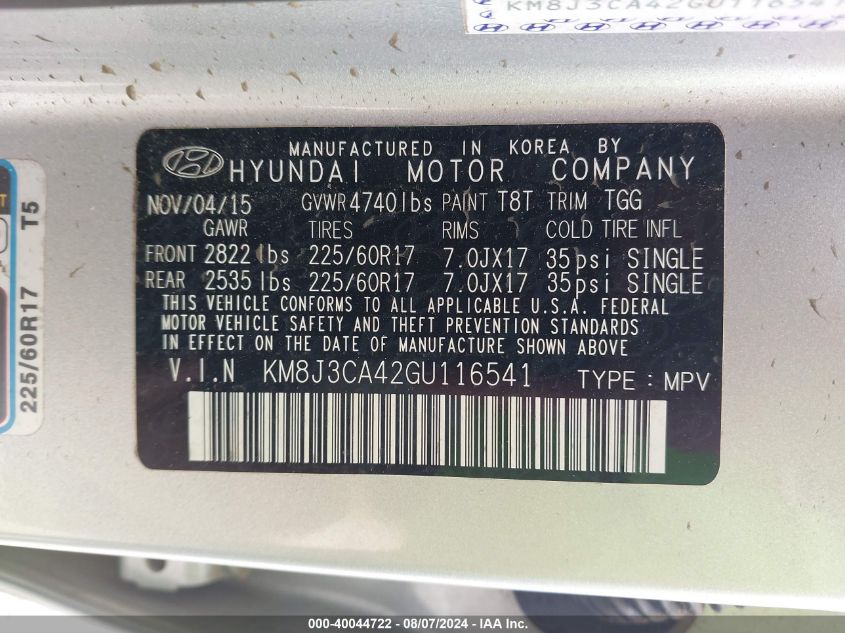 KM8J3CA42GU116541
MANUFACTURED IN KOREA BY
HYUNDAI MOTOR COMPANY
NOV/04/15 GVWR 4740lbs PAINT T8T TRIM TGG
GAWR TIRES RIMS COLD TIRE INFL
FRONT 2822 lbs 225/60R17 7.0JX17 35psi SINGLE
REAR 2535 lbs 225/60R17 7.0JX17 35psi SINGLE
THIS VEHICLE CONFORMS TO ALL APPLICABLE U.S.A. FEDERAL
MOTOR VEHICLE SAFETY AND THEFT PREVENTION STANDARDS
IN EFFECT ON THE DATE OF MANUFACTURE SHOWN ABOVE
V.I.N KM8J3CA42GU116541 TYPE : MPV
225/60R17 T5
000-40044722 - 08/07/2024 - IAA Inc.